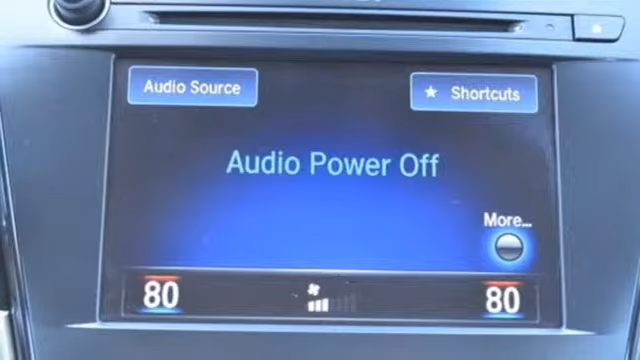 Audio Source
★ Shortcuts
Audio Power Off
More...
80
80